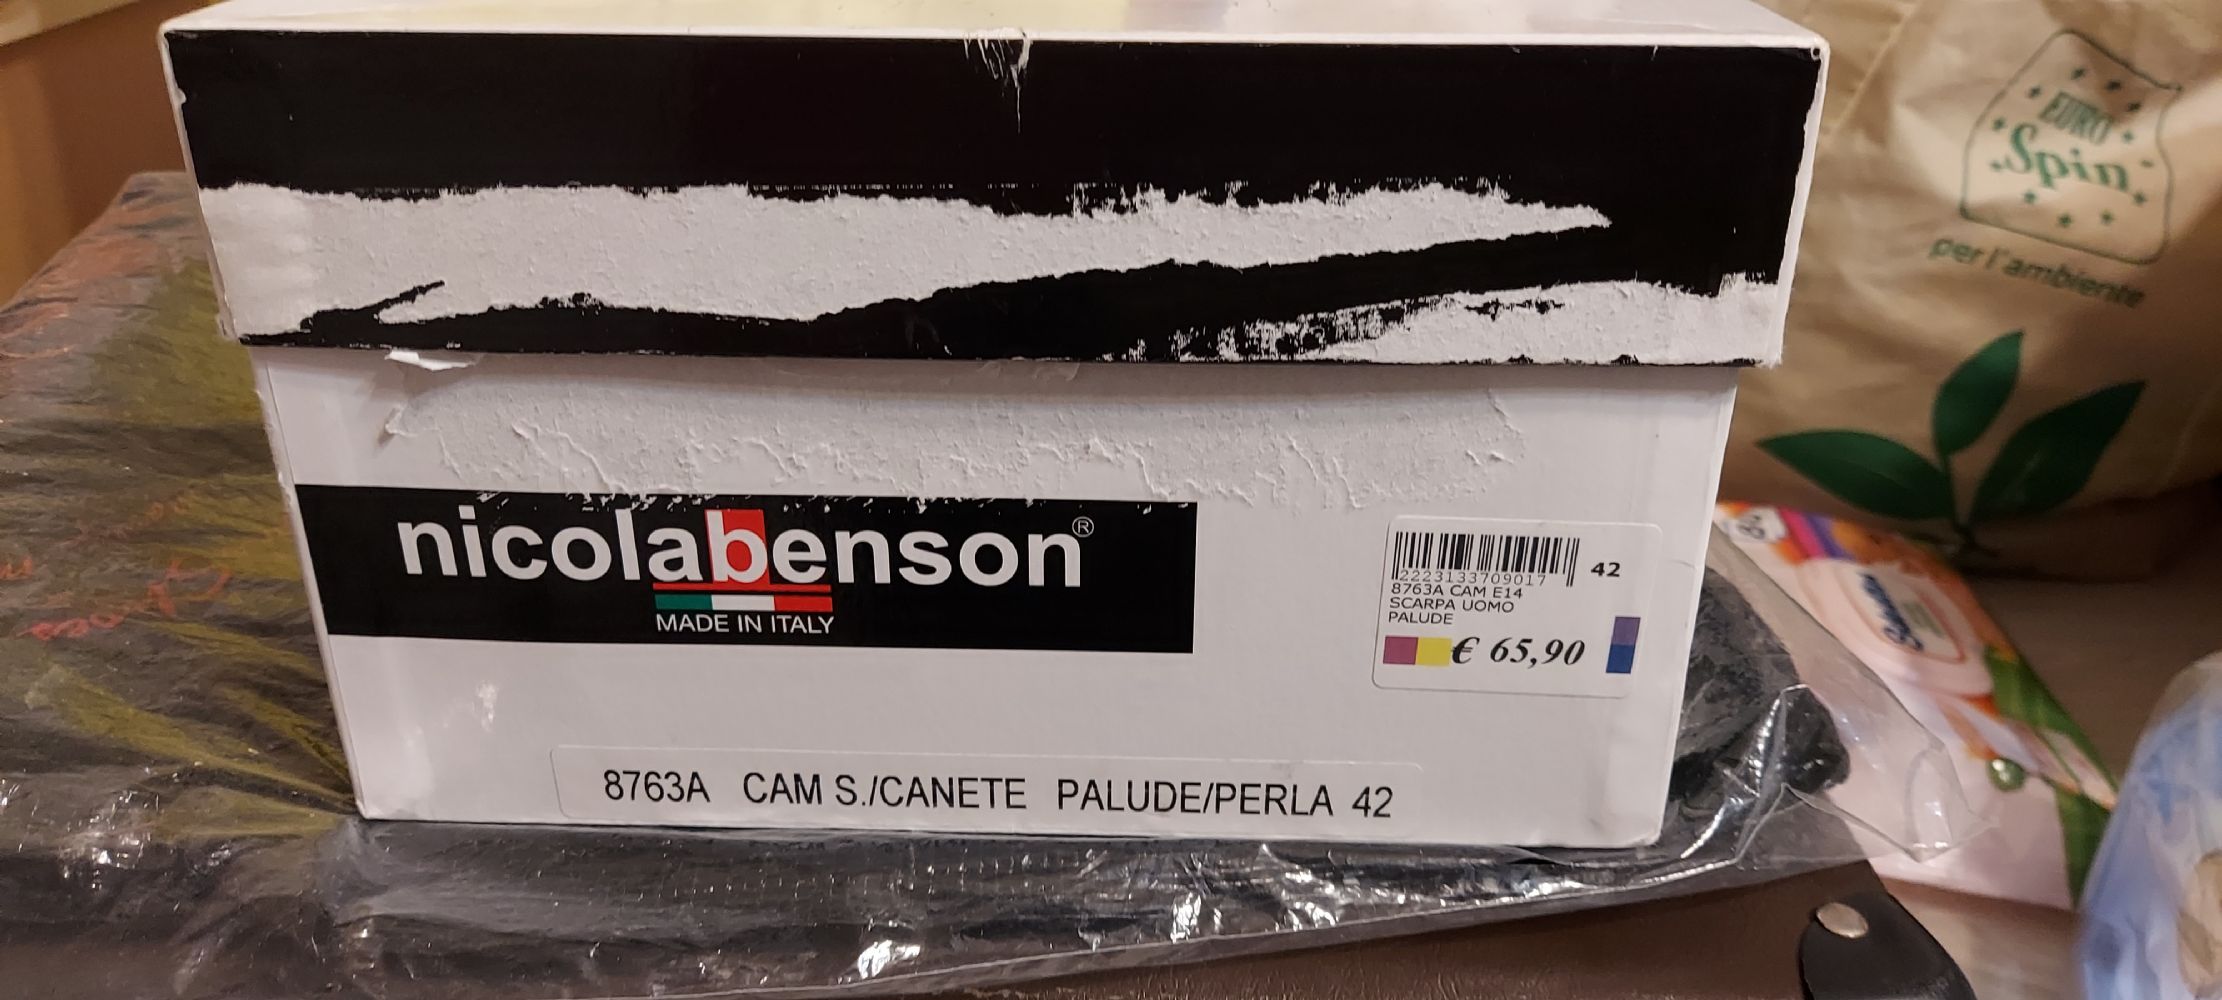 EURO
Spin
per l'ambiente
nicolabenson®
MADE IN ITALY
2223133709017
42
8763A CAM E14
SCARPA UOMO
PALUDE
€ 65,90
8763A CAM S./CANETE PALUDE/PERLA 42